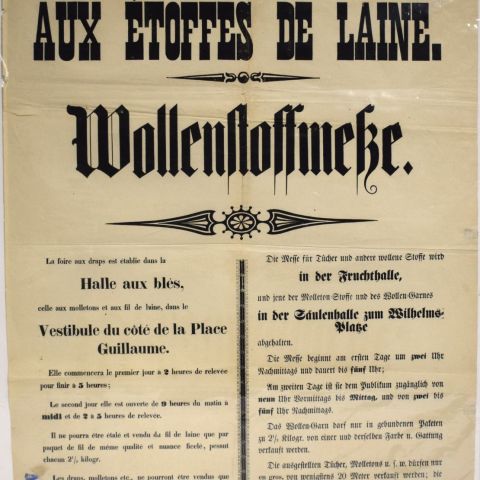 AUX ÉTOFFES DE LAINE.
Wollenstoffmeße.
La foire aux draps est établie dans la
Halle aux blés,
celle aux molletons et aux fil de laine, dans le
Vestibule du côté de la Place
Guillaume.
Elle commencera le premier jour à 2 heures de relevée
pour finir à 5 heures;
Le second jour elle est ouverte de 9 heures du matin à
midi et de 2 à 5 heures de relevée.
Il ne pourra être étalé et vendu du fil de laine que par
paquet de fil de même qualité et nuance ficelé, pesant
chacun 2½ kilogr.
Les draps, molletons etc., ne pourront être vendus que
Die Messe für Tücher und andere wollene Stoffe wird
in der Fruchthalle,
und jene der Molleton-Stoffe und des Wollen-Garnes
in der Säulenhalle zum Wilhelms-
Platze
abgehalten.
Die Messe beginnt am ersten Tage um zwei Uhr
Nachmittags und dauert bis fünf Uhr;
Am zweiten Tage ist sie dem Publikum zugänglich von
neun Uhr Vormittags bis Mittag, und von zwei bis
fünf Uhr Nachmittags.
Das Wollen-Garn darf nur in gebundenen Paketen
zu 2½ Kilogr. von einer und derselben Farbe u. Gattung
verkauft werden.
Die ausgestellten Tücher, Molletons u. s. w. dürfen nur
en gros, von wenigstens 20 Meter verkauft werden; die